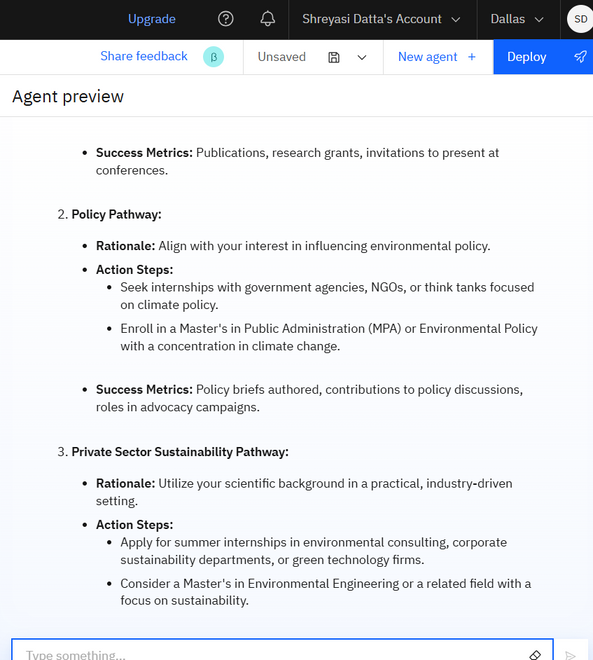 Upgrade Shreyasi Datta's Account Dallas SD
Share feedback β Unsaved New agent + Deploy
Agent preview
• Success Metrics: Publications, research grants, invitations to present at
conferences.
2. Policy Pathway:
• Rationale: Align with your interest in influencing environmental policy.
• Action Steps:
• Seek internships with government agencies, NGOs, or think tanks focused
on climate policy.
• Enroll in a Master's in Public Administration (MPA) or Environmental Policy
with a concentration in climate change.
• Success Metrics: Policy briefs authored, contributions to policy discussions,
roles in advocacy campaigns.
3. Private Sector Sustainability Pathway:
• Rationale: Utilize your scientific background in a practical, industry-driven
setting.
• Action Steps:
• Apply for summer internships in environmental consulting, corporate
sustainability departments, or green technology firms.
• Consider a Master's in Environmental Engineering or a related field with a
focus on sustainability.
Type something...